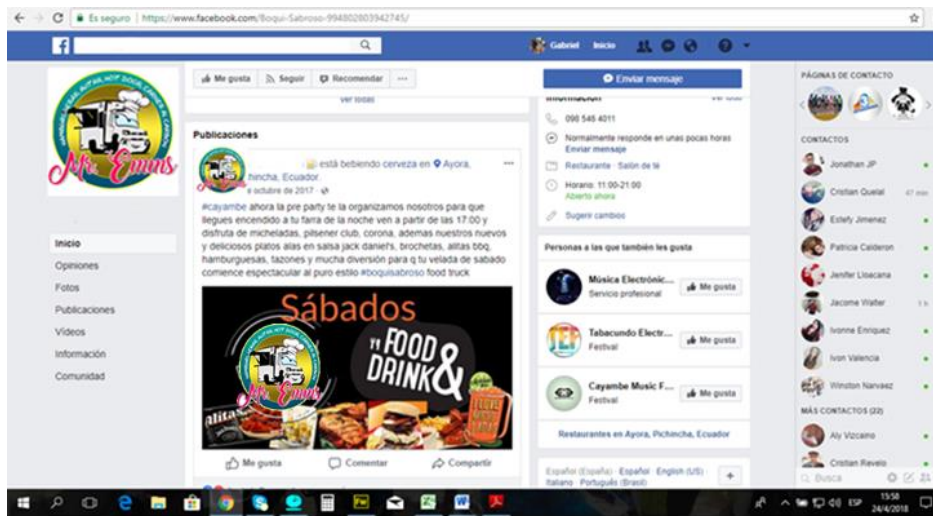 Es seguro | https://www.facebook.com/Boqui-Sabroso-994802803942745/
Gabriel Inicio
Me gusta Seguir Recomendar ...
Ver todas
Publicaciones
está bebiendo cerveza en Ayora,
hincha, Ecuador.
e octubre de 2017 ·
#cayambe ahora la pre party te la organizamos nosotros para que
llegues encendido a tu farra de la noche ven a partir de las 17:00 y
disfruta de micheladas, pilsener club, corona, ademas nuestros nuevos
y deliciosos platos alas en salsa jack daniel's, brochetas, alitas bbq,
hamburguesas, tazones y mucha diversión para q tu velada de sabado
comience espectacular al puro estilo #boquisabroso food truck
Sábados
FOOD &
DRINK
Mr. Emms
alitas
Me gusta Comentar Compartir
Mr. Emms
Inicio
Opiniones
Fotos
Publicaciones
Vídeos
Información
Comunidad
Enviar mensaje
Información Ver todo
098 546 4011
Normalmente responde en unas pocas horas
Enviar mensaje
Restaurante · Salón de té
Horario: 11:00-21:00
Abierto ahora
Sugerir cambios
Personas a las que también les gusta
Música Electrónic...
Servicio profesional
Me gusta
Tabacundo Electr...
Festival
Me gusta
Cayambe Music F...
Festival
Me gusta
Restaurantes en Ayora, Pichincha, Ecuador
Español (España) · Español · English (US) ·
Italiano · Português (Brasil)
PÁGINAS DE CONTACTO
CONTACTOS
Jonathan JP
Cristian Quelal 47 min
Estefy Jimenez
Patricia Calderon
Jenifer Lloacana
Jacome Walter 1 h
Ivonne Enriquez
Ivon Valencia
Winston Narvaez
MÁS CONTACTOS (22)
Aly Vizcaino
Cristian Revelo
Busca
ESP
15:58
24/4/2018